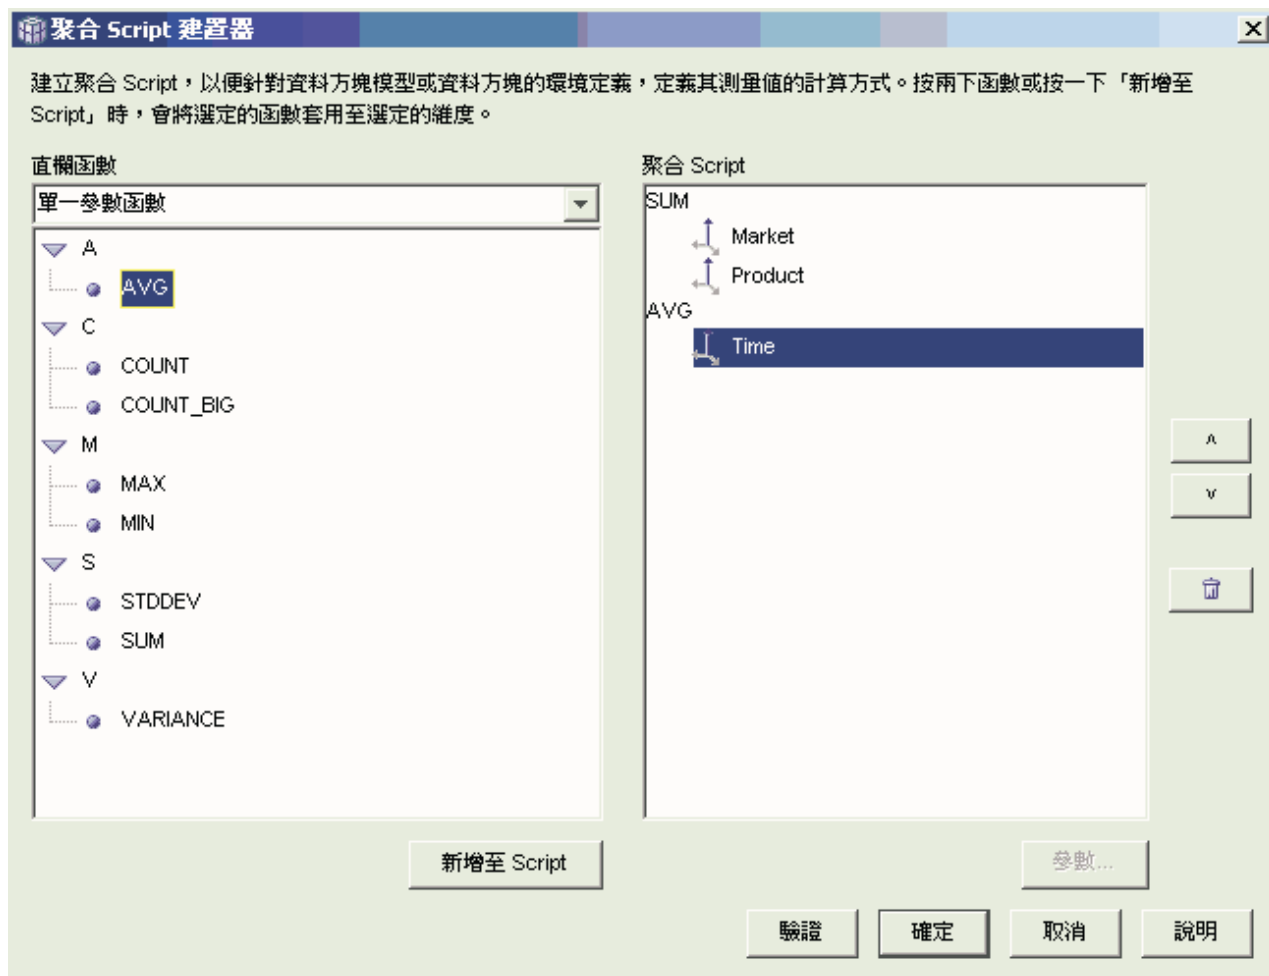 聚合 Script 建置器
建立聚合 Script，以便針對資料方塊模型或資料方塊的環境定義，定義其測量值的計算方式。按兩下函數或按一下「新增至
Script」時，會將選定的函數套用至選定的維度。
直欄函數
單一參數函數
A
AVG
C
COUNT
COUNT_BIG
M
MAX
MIN
S
STDDEV
SUM
V
VARIANCE
新增至 Script
聚合 Script
SUM
Market
Product
AVG
Time
參數...
驗證
確定
取消
說明